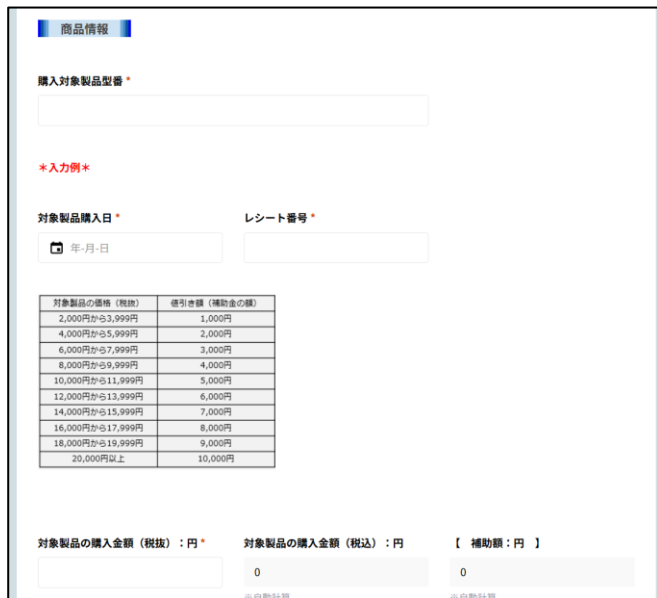 商品情報
購入対象製品型番 *
＊入力例＊
対象製品購入日 * レシート番号 *
年-月-日
対象製品の価格（税抜） 値引き額（補助金の額）
2,000円から3,999円 1,000円
4,000円から5,999円 2,000円
6,000円から7,999円 3,000円
8,000円から9,999円 4,000円
10,000円から11,999円 5,000円
12,000円から13,999円 6,000円
14,000円から15,999円 7,000円
16,000円から17,999円 8,000円
18,000円から19,999円 9,000円
20,000円以上 10,000円
対象製品の購入金額（税抜）：円 * 対象製品の購入金額（税込）：円 【 補助額：円 】
0 0
※自動計算 ※自動計算